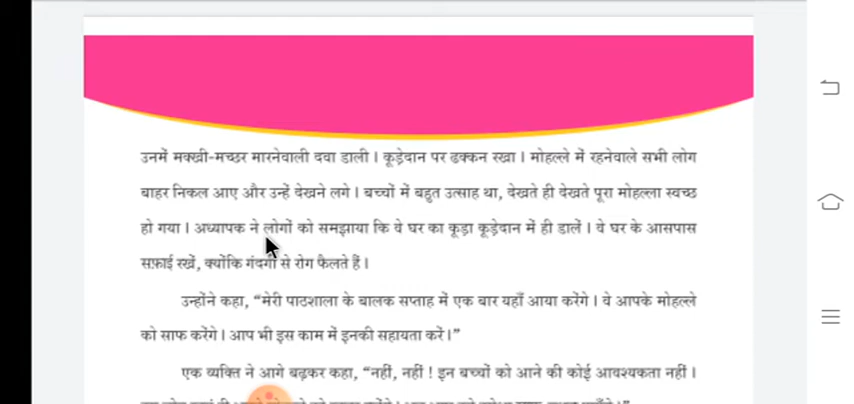 उनमें मक्खी-मच्छर मारनेवाली दवा डाली । कूड़ेदान पर ढक्कन रखा । मोहल्ले में रहनेवाले सभी लोग
बाहर निकल आए और उन्हें देखने लगे । बच्चों में बहुत उत्साह था, देखते ही देखते पूरा मोहल्ला स्वच्छ
हो गया । अध्यापक ने लोगों को समझाया कि वे घर का कूड़ा कूड़ेदान में ही डालें । वे घर के आसपास
सफ़ाई रखें, क्योंकि गंदगी से रोग फैलते हैं ।
उन्होंने कहा, “मेरी पाठशाला के बालक सप्ताह में एक बार यहाँ आया करेंगे । वे आपके मोहल्ले
को साफ करेंगे । आप भी इस काम में इनकी सहायता करें ।”
एक व्यक्ति ने आगे बढ़कर कहा, “नहीं, नहीं ! इन बच्चों को आने की कोई आवश्यकता नहीं ।